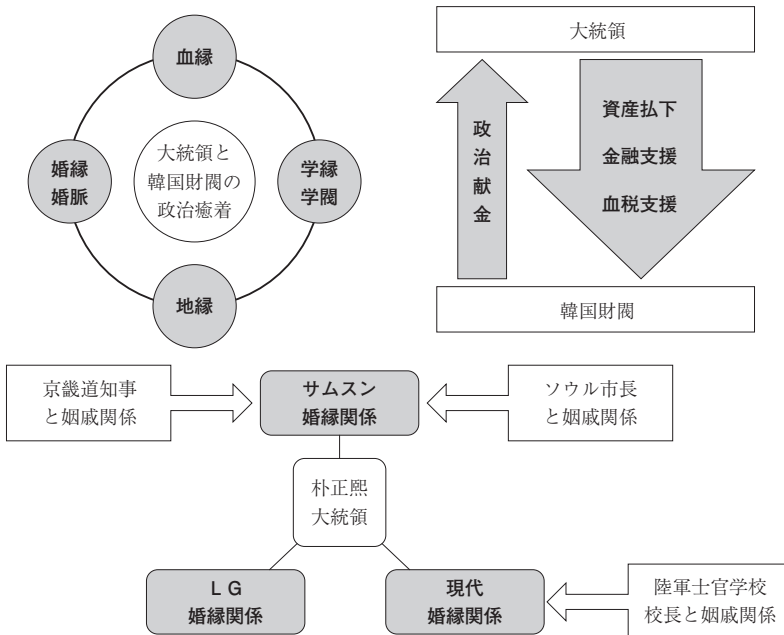 血縁
婚縁
婚脈
大統領と
韓国財閥の
政治癒着
学縁
学閥
地縁
大統領
政治献金
資産払下
金融支援
血税支援
韓国財閥
京畿道知事
と姻戚関係
サムスン
婚縁関係
ソウル市長
と姻戚関係
朴正熙
大統領
ＬＧ
婚縁関係
現代
婚縁関係
陸軍士官学校
校長と姻戚関係